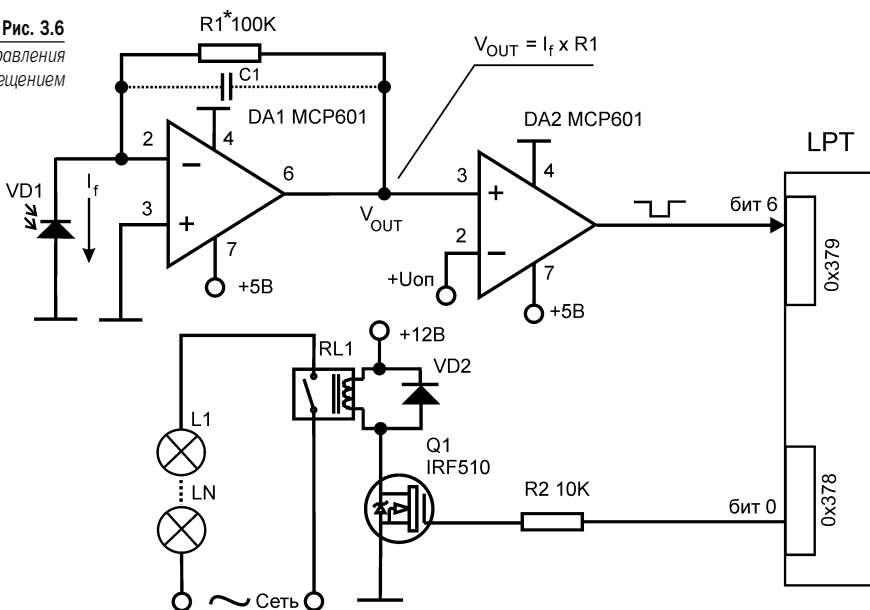 Рис. 3.6
равления
ещением
R1* 100K
C1
DA1 MCP601
V_OUT = I_f x R1
DA2 MCP601
LPT
2
4
6
3
7
VD1
I_f
V_OUT
+5В
3
4
2
7
+Uоп
+5В
бит 6
0x379
+12В
RL1
VD2
L1
LN
Q1
IRF510
R2 10K
бит 0
0x378
Сеть